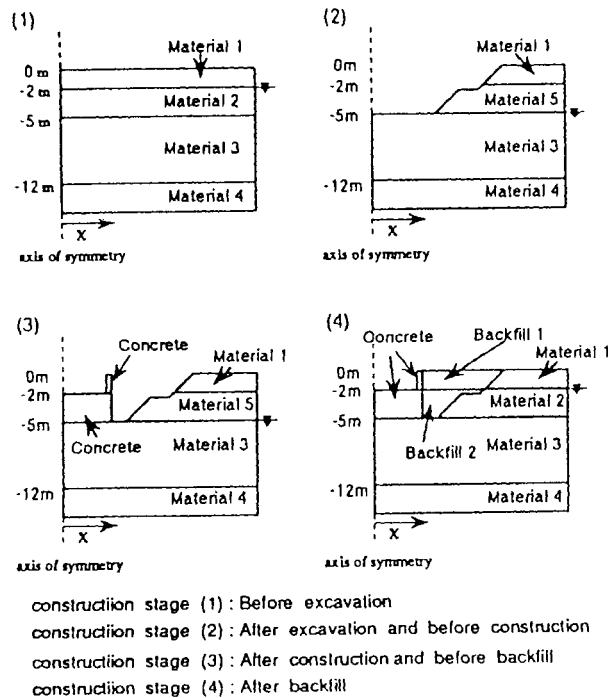 (1)
Material 1
0 m
-2 m
Material 2
-5 m
Material 3
-12 m
Material 4
X
axis of symmetry
(2)
Material 1
0m
-2m
Material 5
-5m
Material 3
-12m
Material 4
X
axis of symmetry
(3)
Concrete
Material 1
0m
-2m
Material 5
-5m
Concrete
Material 3
-12m
Material 4
X
axis of symmetry
(4)
Concrete
Backfill 1
Material 1
0m
-2m
Material 2
-5m
Backfill 2
Material 3
-12m
Material 4
X
axis of symmetry
constructiion stage (1) : Before excavation
constructiion stage (2) : After excavation and before construction
constructiion stage (3) : After construction and before backfill
constructiion stage (4) : After backfill